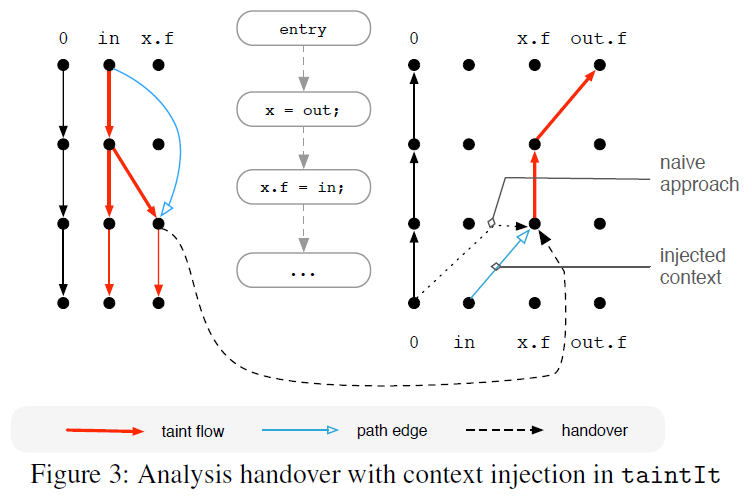 0 in x.f
entry
0 x.f out.f
x = out;
naive
approach
x.f = in;
injected
context
...
0 in x.f out.f
taint flow
path edge
handover
Figure 3: Analysis handover with context injection in taintIt